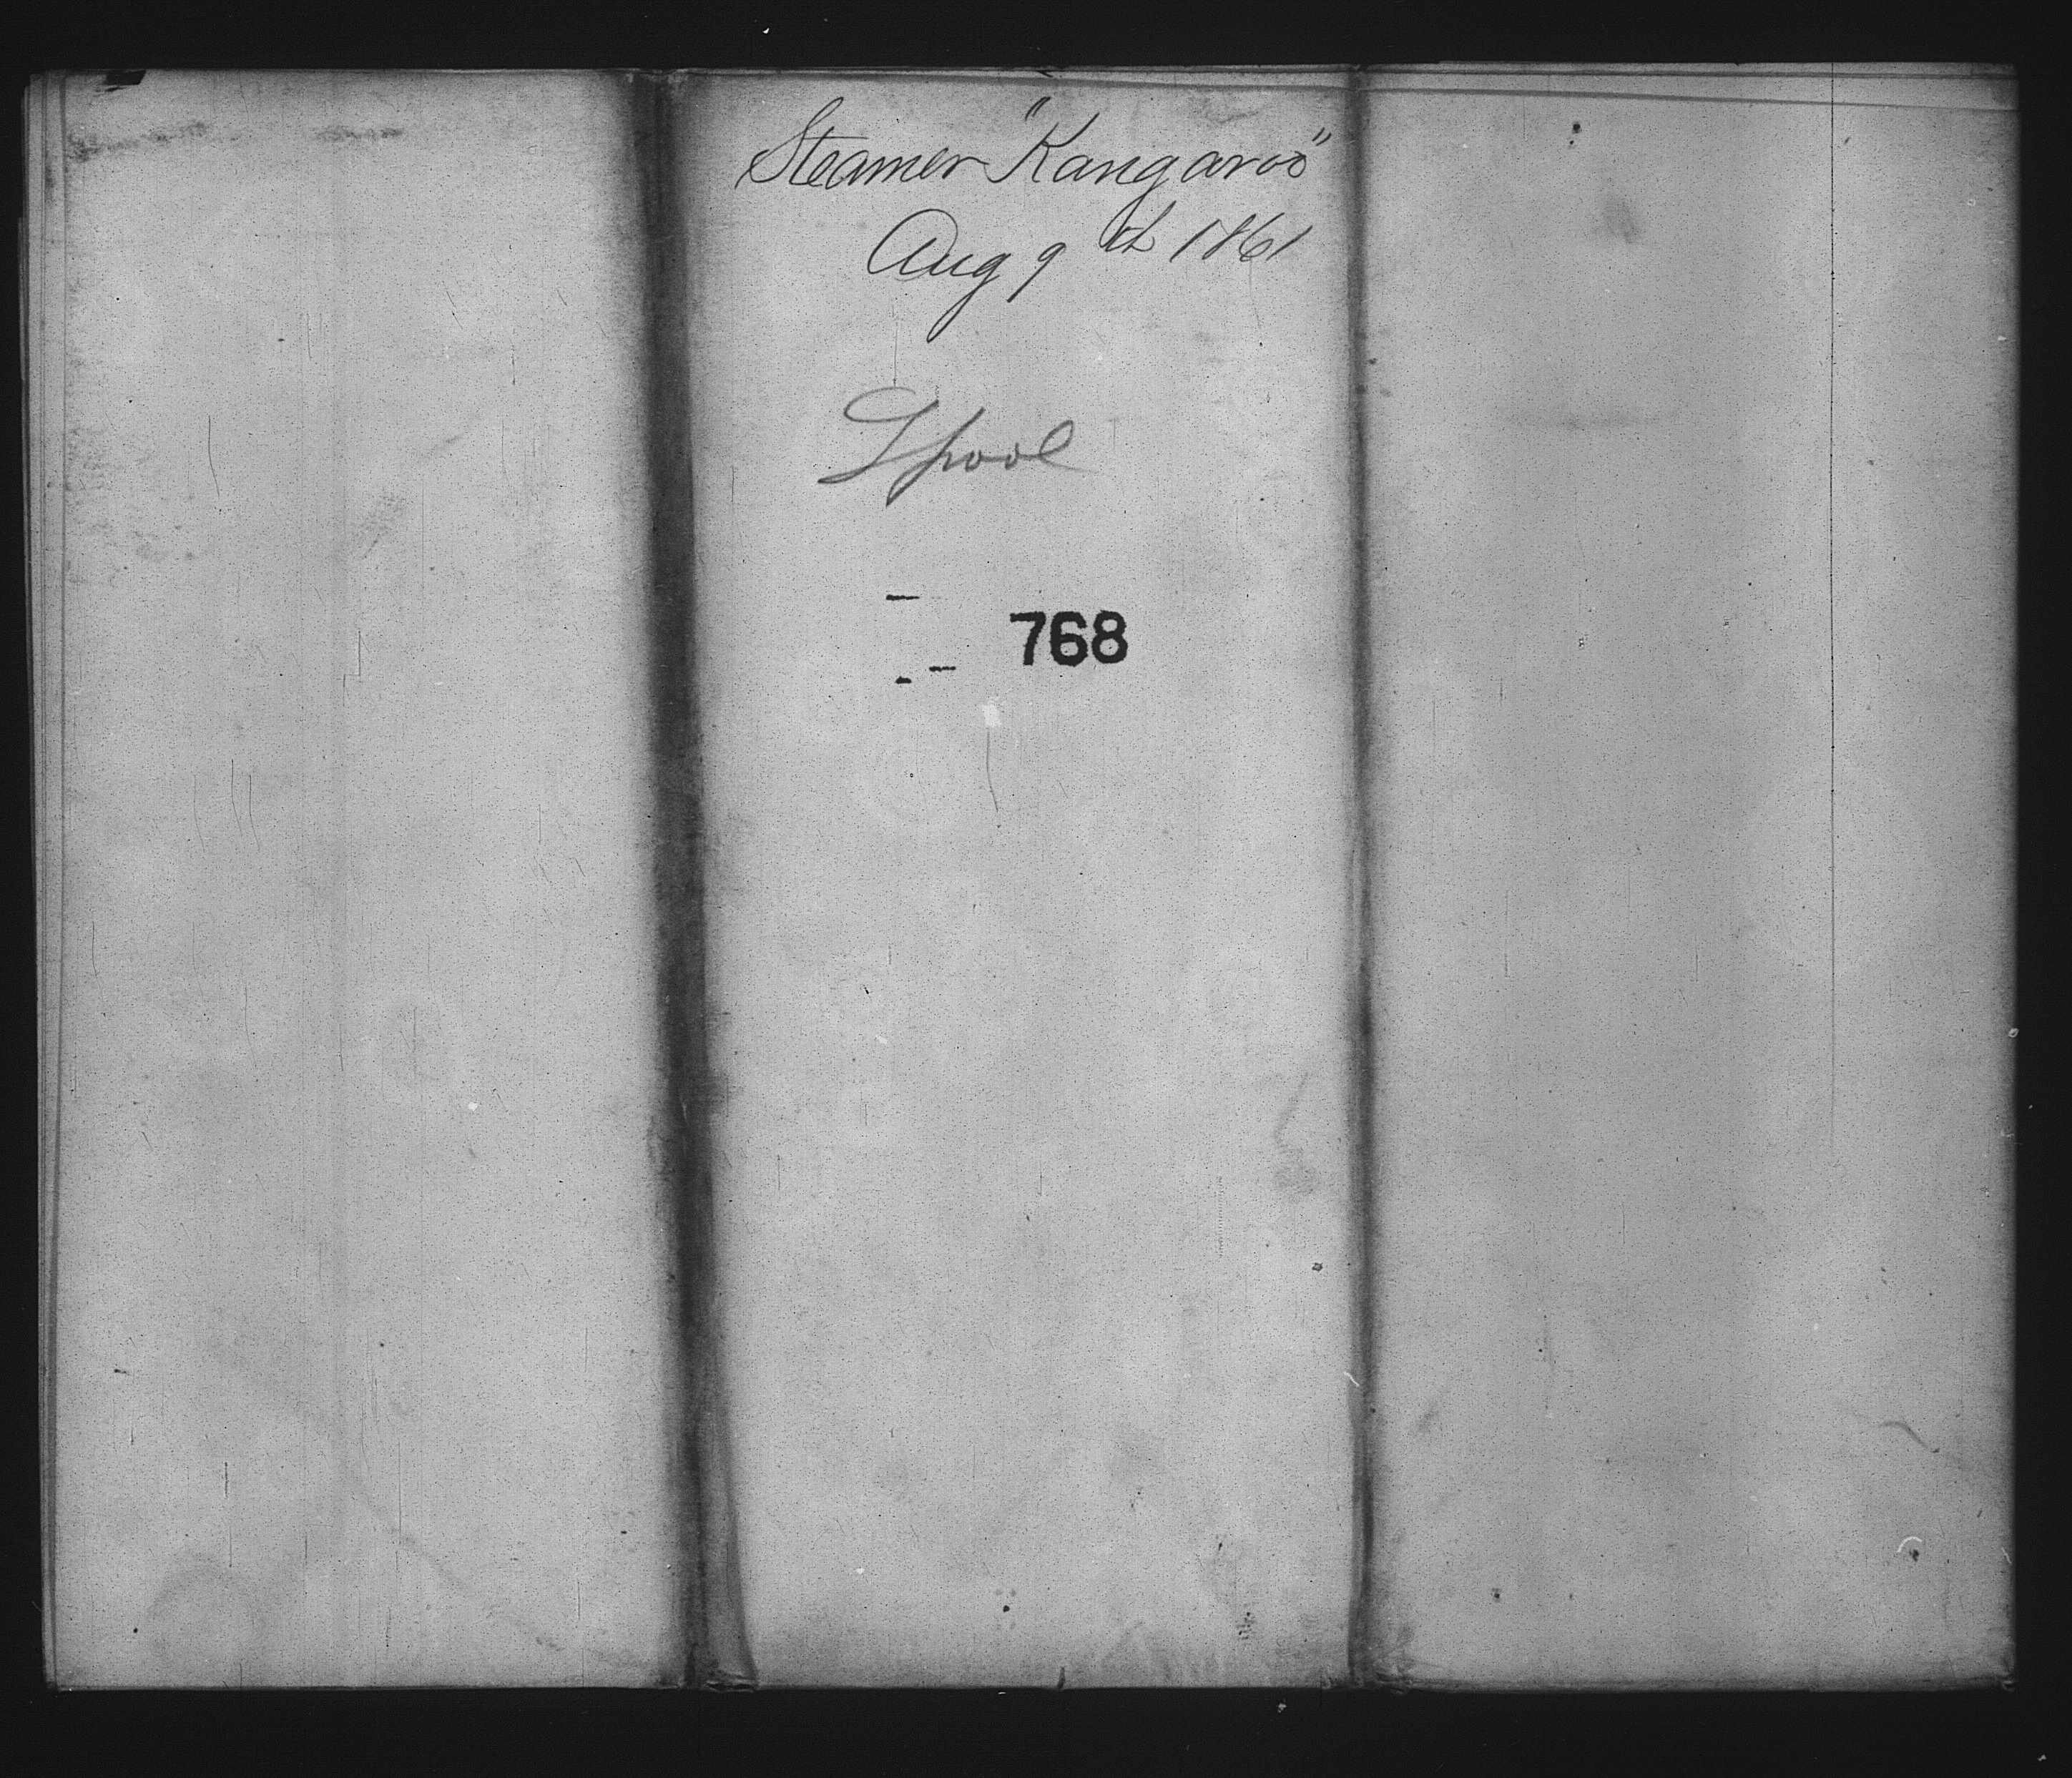 Steamer "Kangaroo"
Aug 9th 1861
Lpool
768